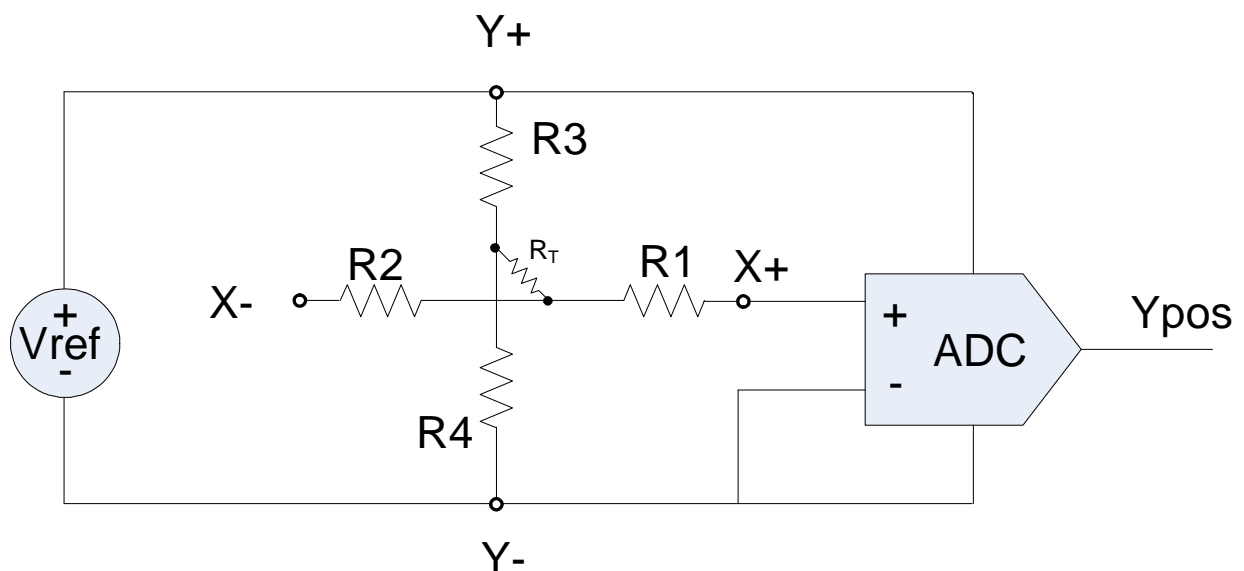 Y+
R3
R2
RT
R1
X+
X-
+
Vref
-
+
-
ADC
Ypos
R4
Y-